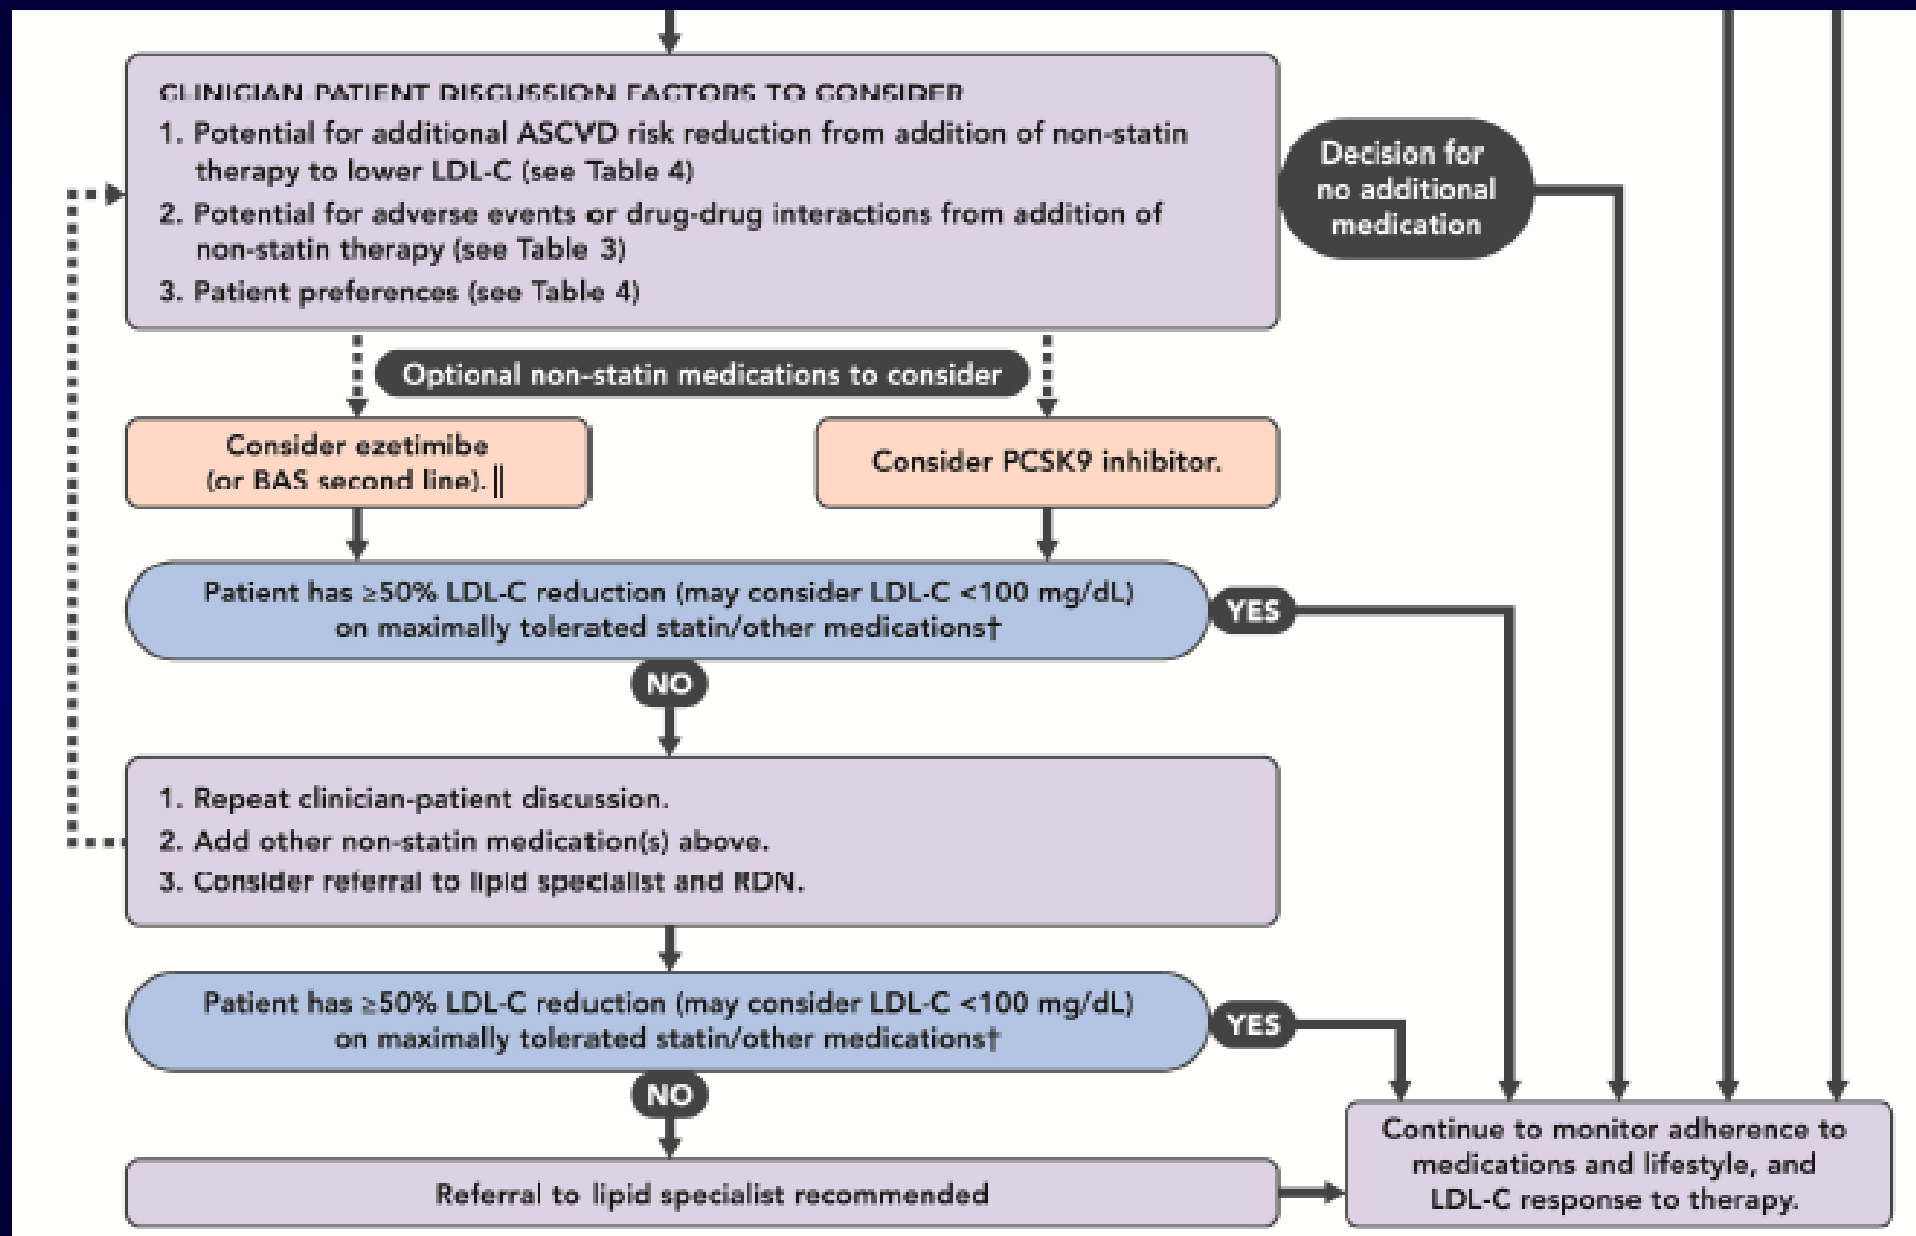 CLINICIAN-PATIENT DISCUSSION FACTORS TO CONSIDER
1. Potential for additional ASCVD risk reduction from addition of non-statin
therapy to lower LDL-C (see Table 4)
2. Potential for adverse events or drug-drug interactions from addition of
non-statin therapy (see Table 3)
3. Patient preferences (see Table 4)
Decision for
no additional
medication
Optional non-statin medications to consider
Consider ezetimibe
(or BAS second line).||
Consider PCSK9 inhibitor.
Patient has ≥50% LDL-C reduction (may consider LDL-C <100 mg/dL)
on maximally tolerated statin/other medications†
YES
NO
1. Repeat clinician-patient discussion.
2. Add other non-statin medication(s) above.
3. Consider referral to lipid specialist and RDN.
Patient has ≥50% LDL-C reduction (may consider LDL-C <100 mg/dL)
on maximally tolerated statin/other medications†
YES
NO
Referral to lipid specialist recommended
Continue to monitor adherence to
medications and lifestyle, and
LDL-C response to therapy.